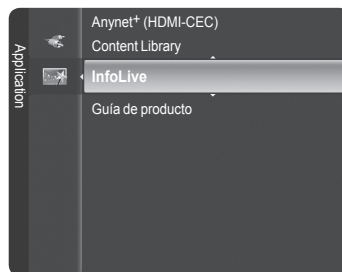 Application
Anynet+ (HDMI-CEC)
Content Library
InfoLive
Guía de producto